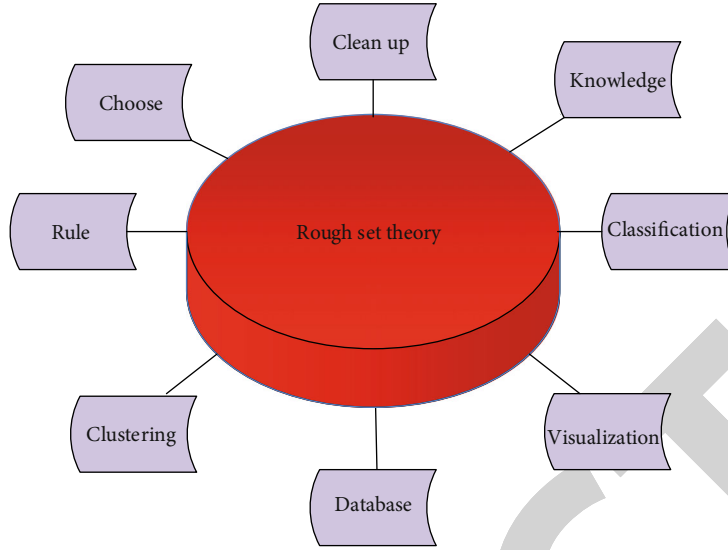 Clean up
Knowledge
Choose
Rule
Rough set theory
Classification
Clustering
Visualization
Database